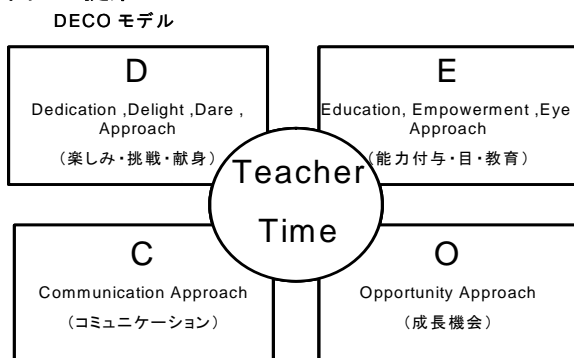 DECO モデル
D
Dedication ,Delight ,Dare ,
Approach
（楽しみ・挑戦・献身）
E
Education, Empowerment ,Eye
Approach
（能力付与・目・教育）
Teacher
Time
C
Communication Approach
（コミュニケーション）
O
Opportunity Approach
（成長機会）